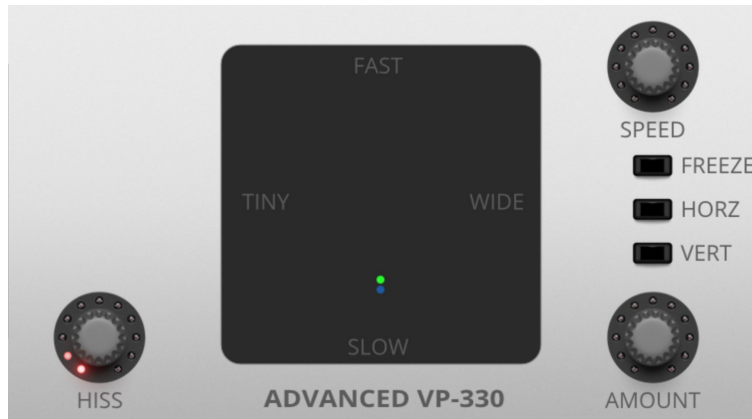 FAST
SPEED
FREEZE
TINY
WIDE
HORZ
VERT
SLOW
HISS
ADVANCED VP-330
AMOUNT